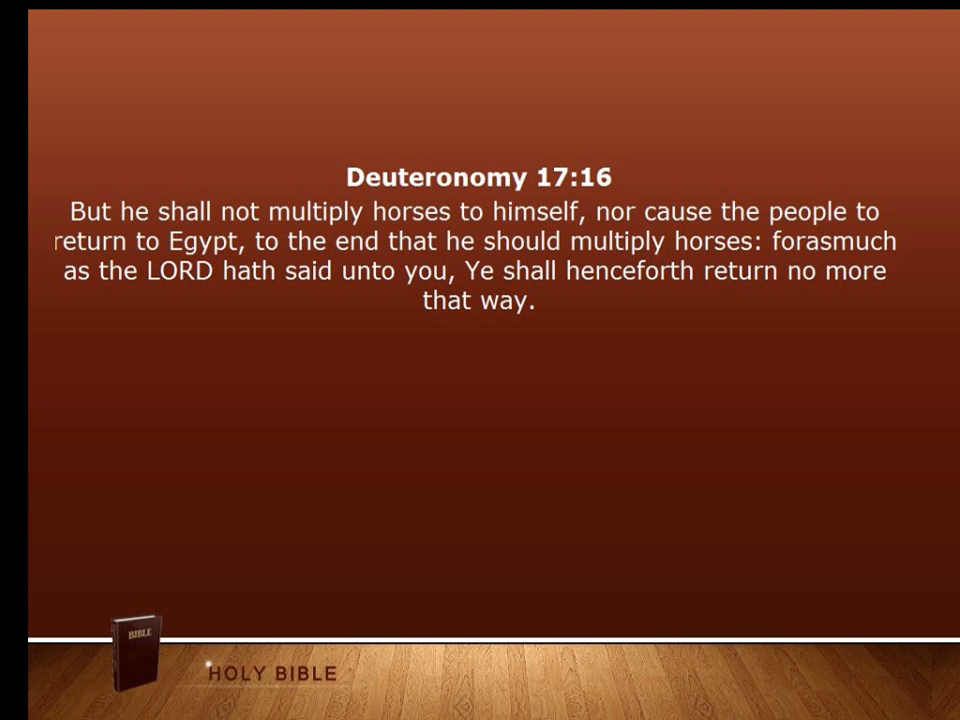 Deuteronomy 17:16
But he shall not multiply horses to himself, nor cause the people to
return to Egypt, to the end that he should multiply horses: forasmuch
as the LORD hath said unto you, Ye shall henceforth return no more
that way.
BIBLE
HOLY BIBLE